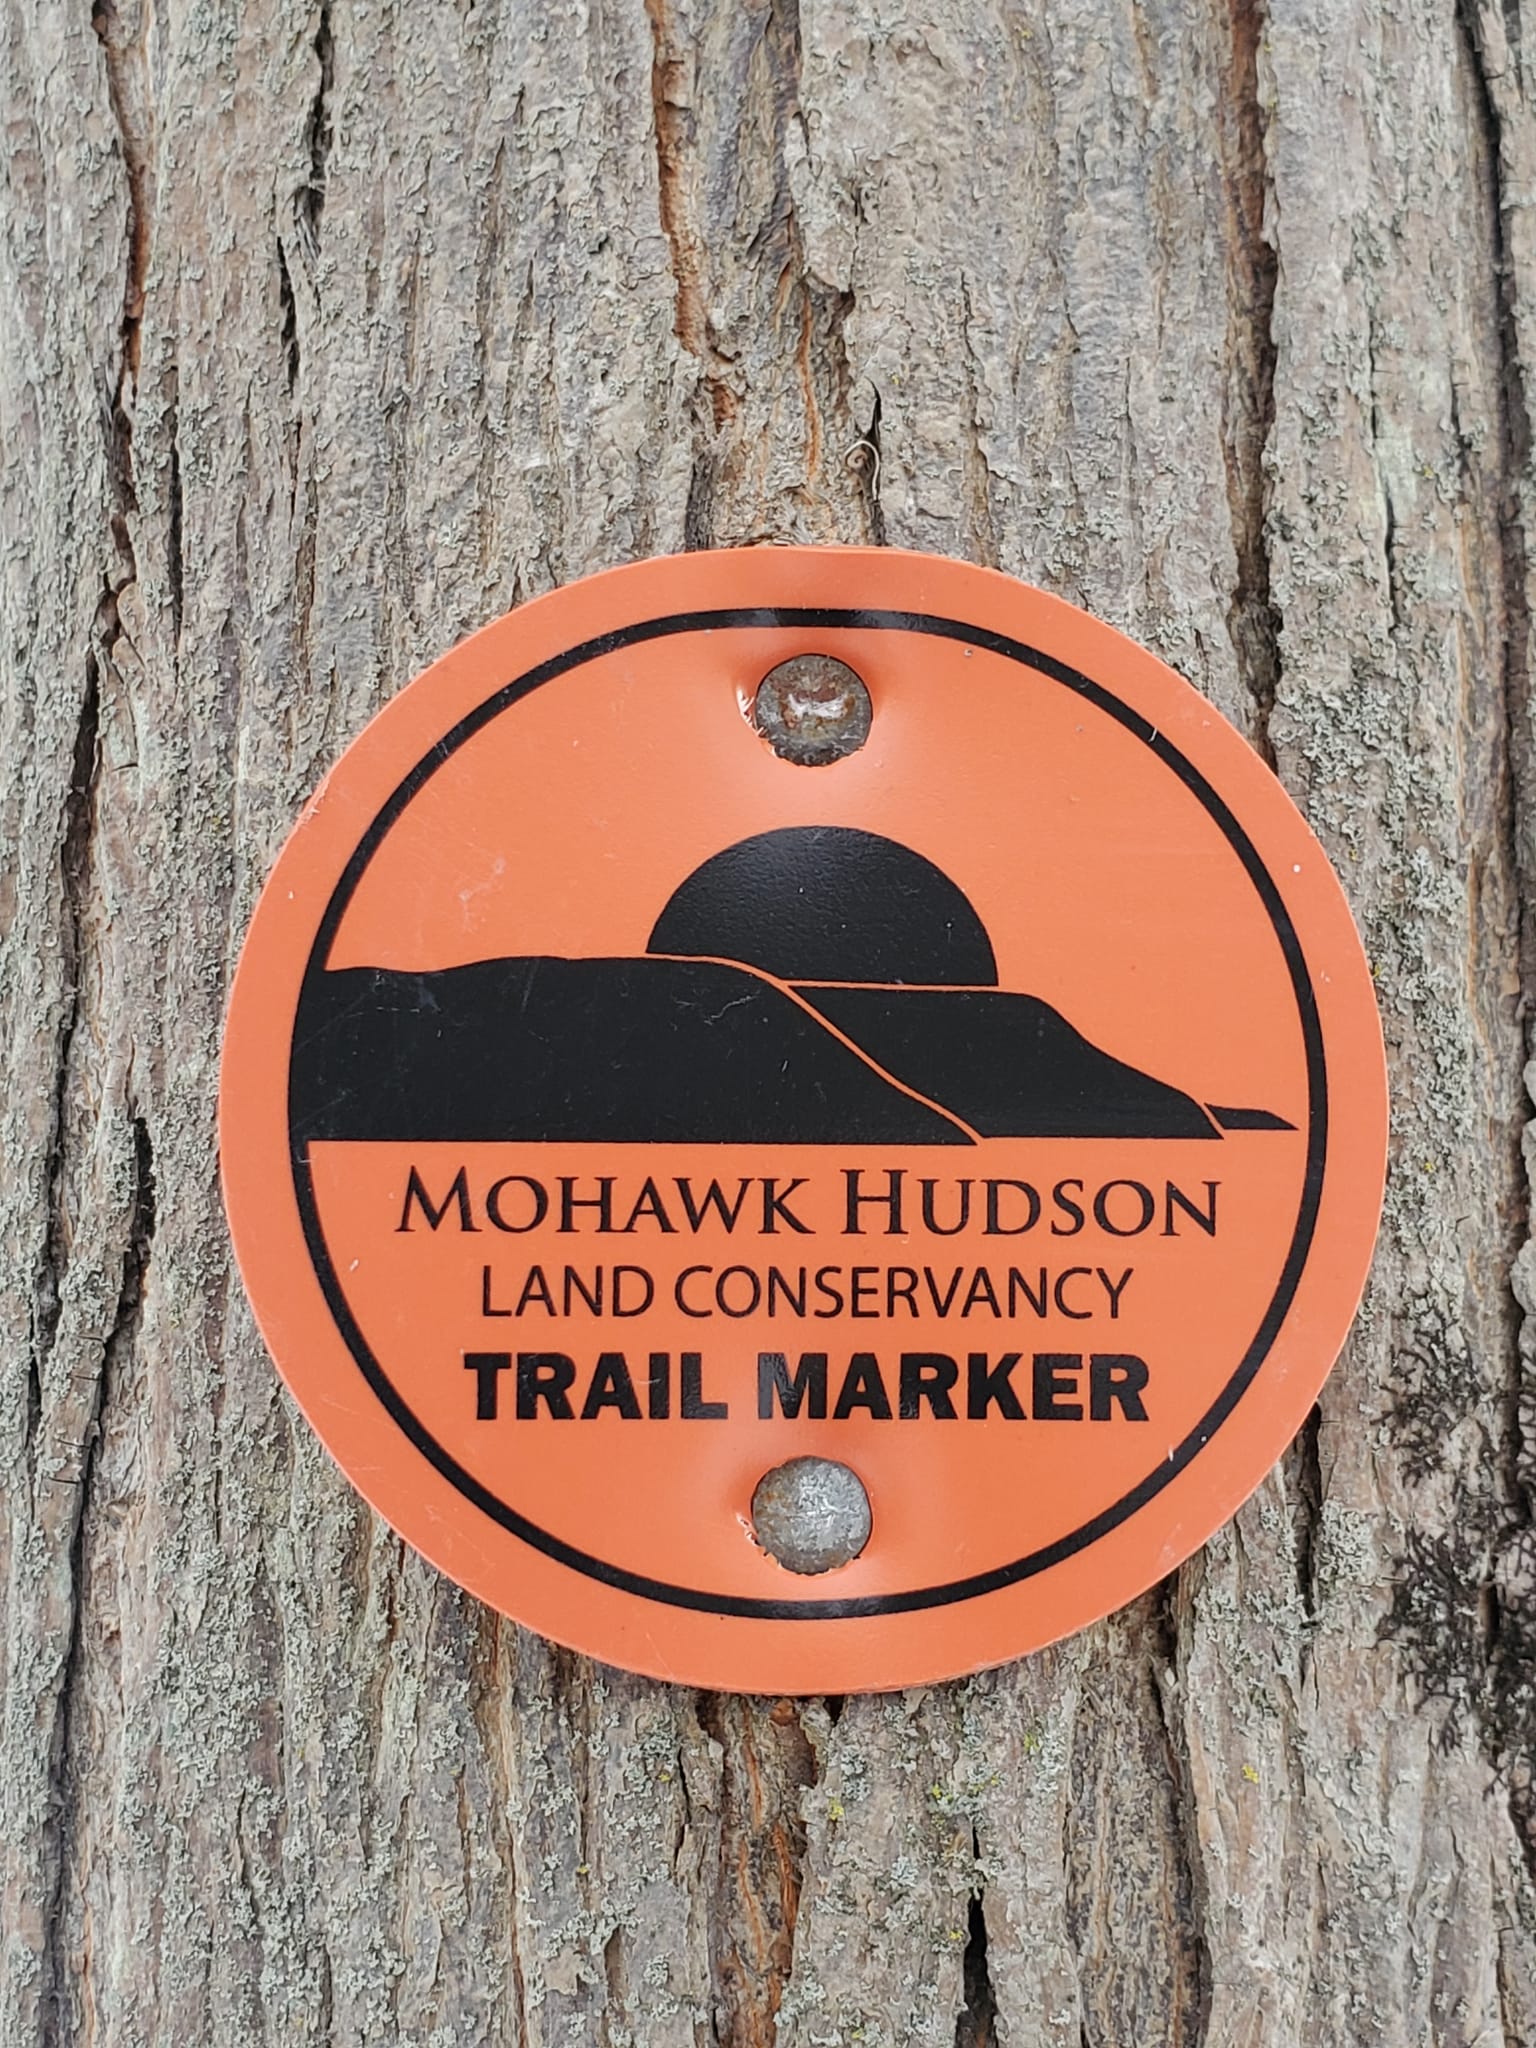 MOHAWK HUDSON
LAND CONSERVANCY
TRAIL MARKER